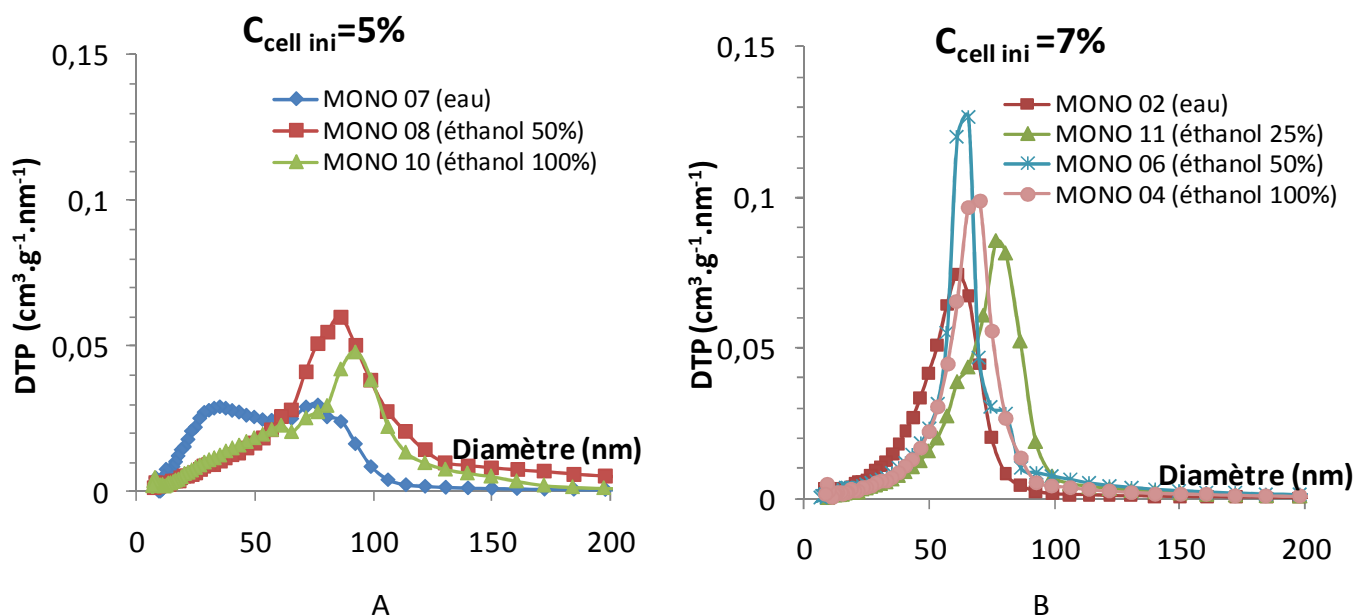 C cell ini=5%
0,15
0,1
0,05
0
DTP (cm³.g⁻¹.nm⁻¹)
MONO 07 (eau)
MONO 08 (éthanol 50%)
MONO 10 (éthanol 100%)
Diamètre (nm)
0 50 100 150 200
A
C cell ini =7%
0,15
0,1
0,05
0
DTP (cm³.g⁻¹.nm⁻¹)
MONO 02 (eau)
MONO 11 (éthanol 25%)
MONO 06 (éthanol 50%)
MONO 04 (éthanol 100%)
Diamètre (nm)
0 50 100 150 200
B